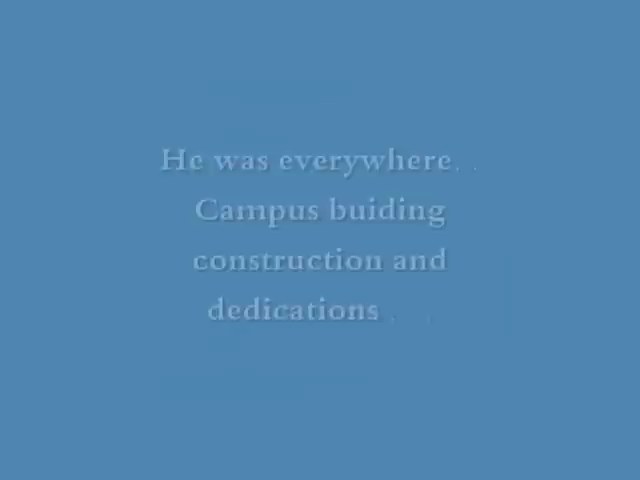 He was everywhere. .
Campus buiding
construction and
dedications . .